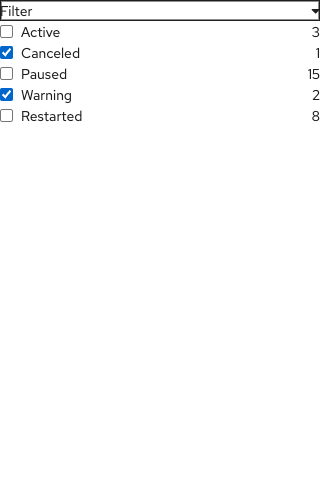 Filter
Active 3
Canceled 1
Paused 15
Warning 2
Restarted 8